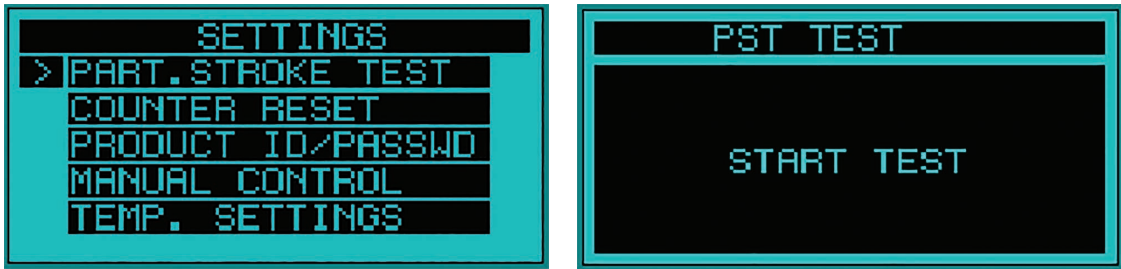 SETTINGS
> PART.STROKE TEST
COUNTER RESET
PRODUCT ID/PASSWD
MANUAL CONTROL
TEMP. SETTINGS
PST TEST
START TEST